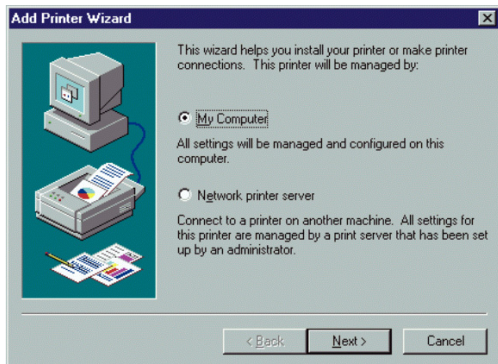 Add Printer Wizard
This wizard helps you install your printer or make printer
connections. This printer will be managed by:
My Computer
All settings will be managed and configured on this
computer.
Network printer server
Connect to a printer on another machine. All settings for
this printer are managed by a print server that has been set
up by an administrator.
< Back Next > Cancel